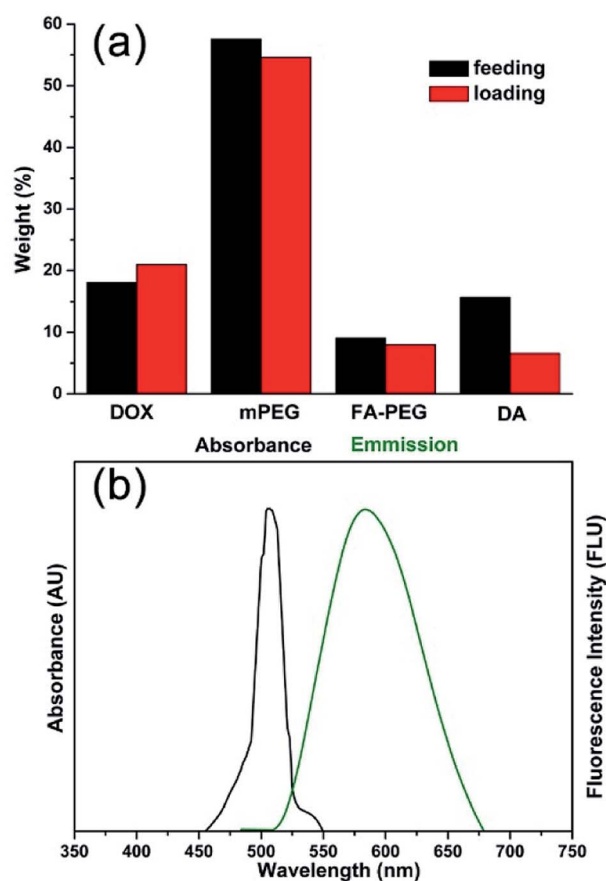 (a)
60
50
40
30
20
10
0
Weight (%)
feeding
loading
DOX mPEG FA-PEG DA
Absorbance Emmission
(b)
Absorbance (AU)
Fluorescence Intensity (FLU)
350 400 450 500 550 600 650 700 750
Wavelength (nm)